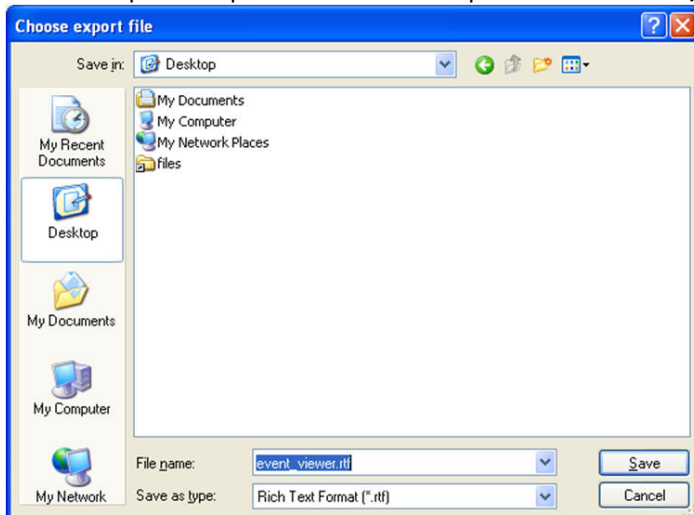 Choose export file
Save in:
Desktop
My Documents
My Computer
My Network Places
files
My Recent
Documents
Desktop
My Documents
My Computer
My Network
File name:
event_viewer.rtf
Save
Save as type:
Rich Text Format (*.rtf)
Cancel